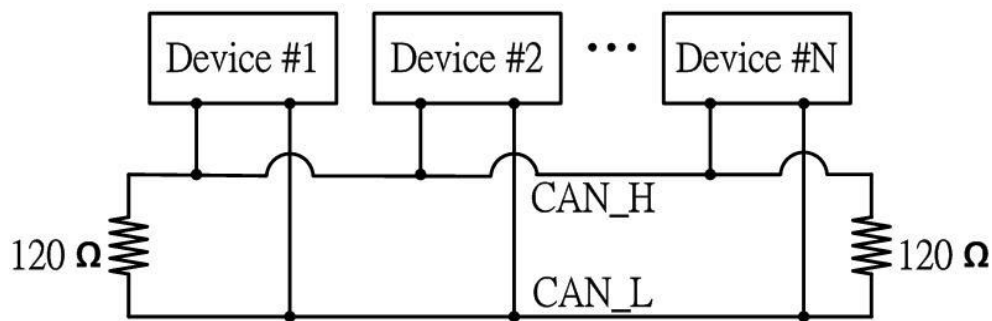 Device #1
Device #2
•••
Device #N
CAN_H
120 Ω
120 Ω
CAN_L